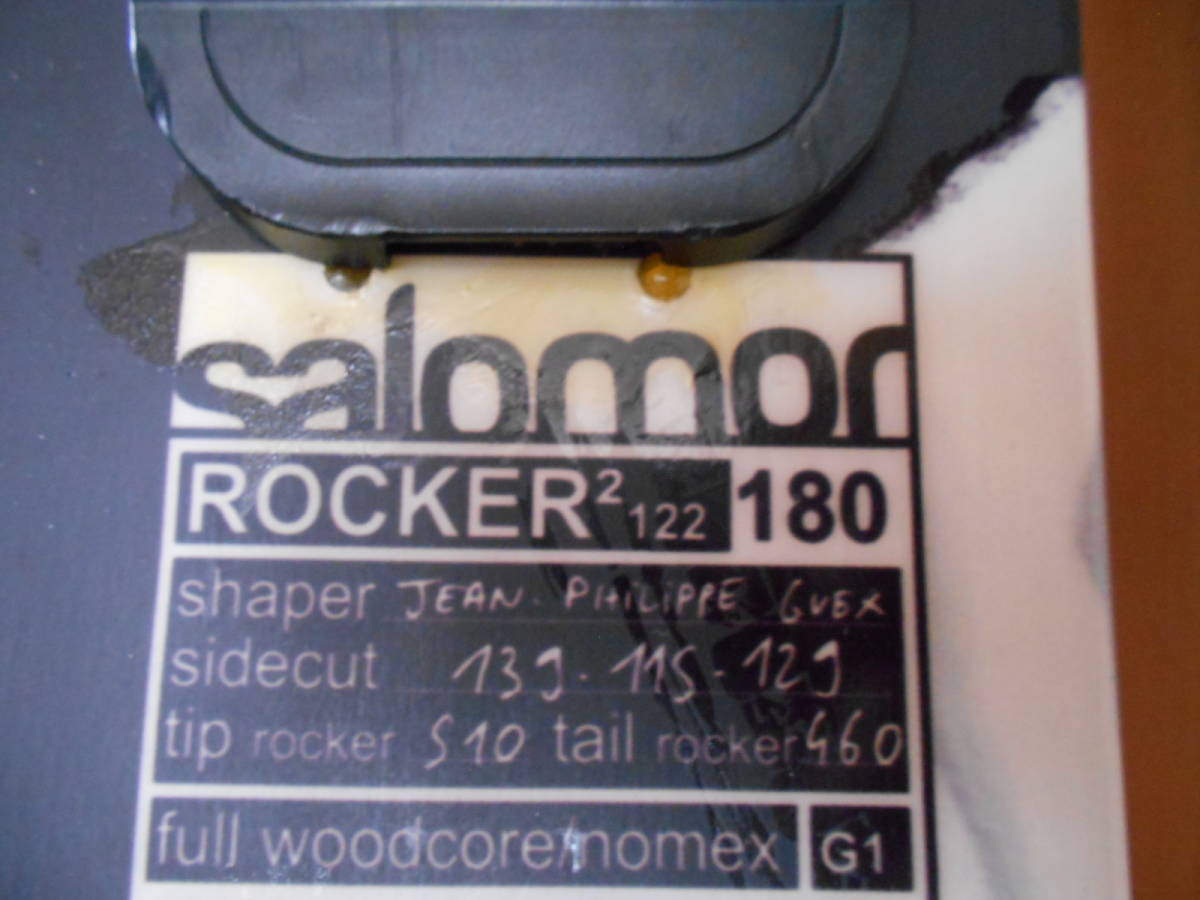 salomon
ROCKER² 122 180
shaper JEAN-PHILIPPE GUEX
sidecut 139-115-129
tip rocker 510 tail rocker 460
full woodcore/nomex G1